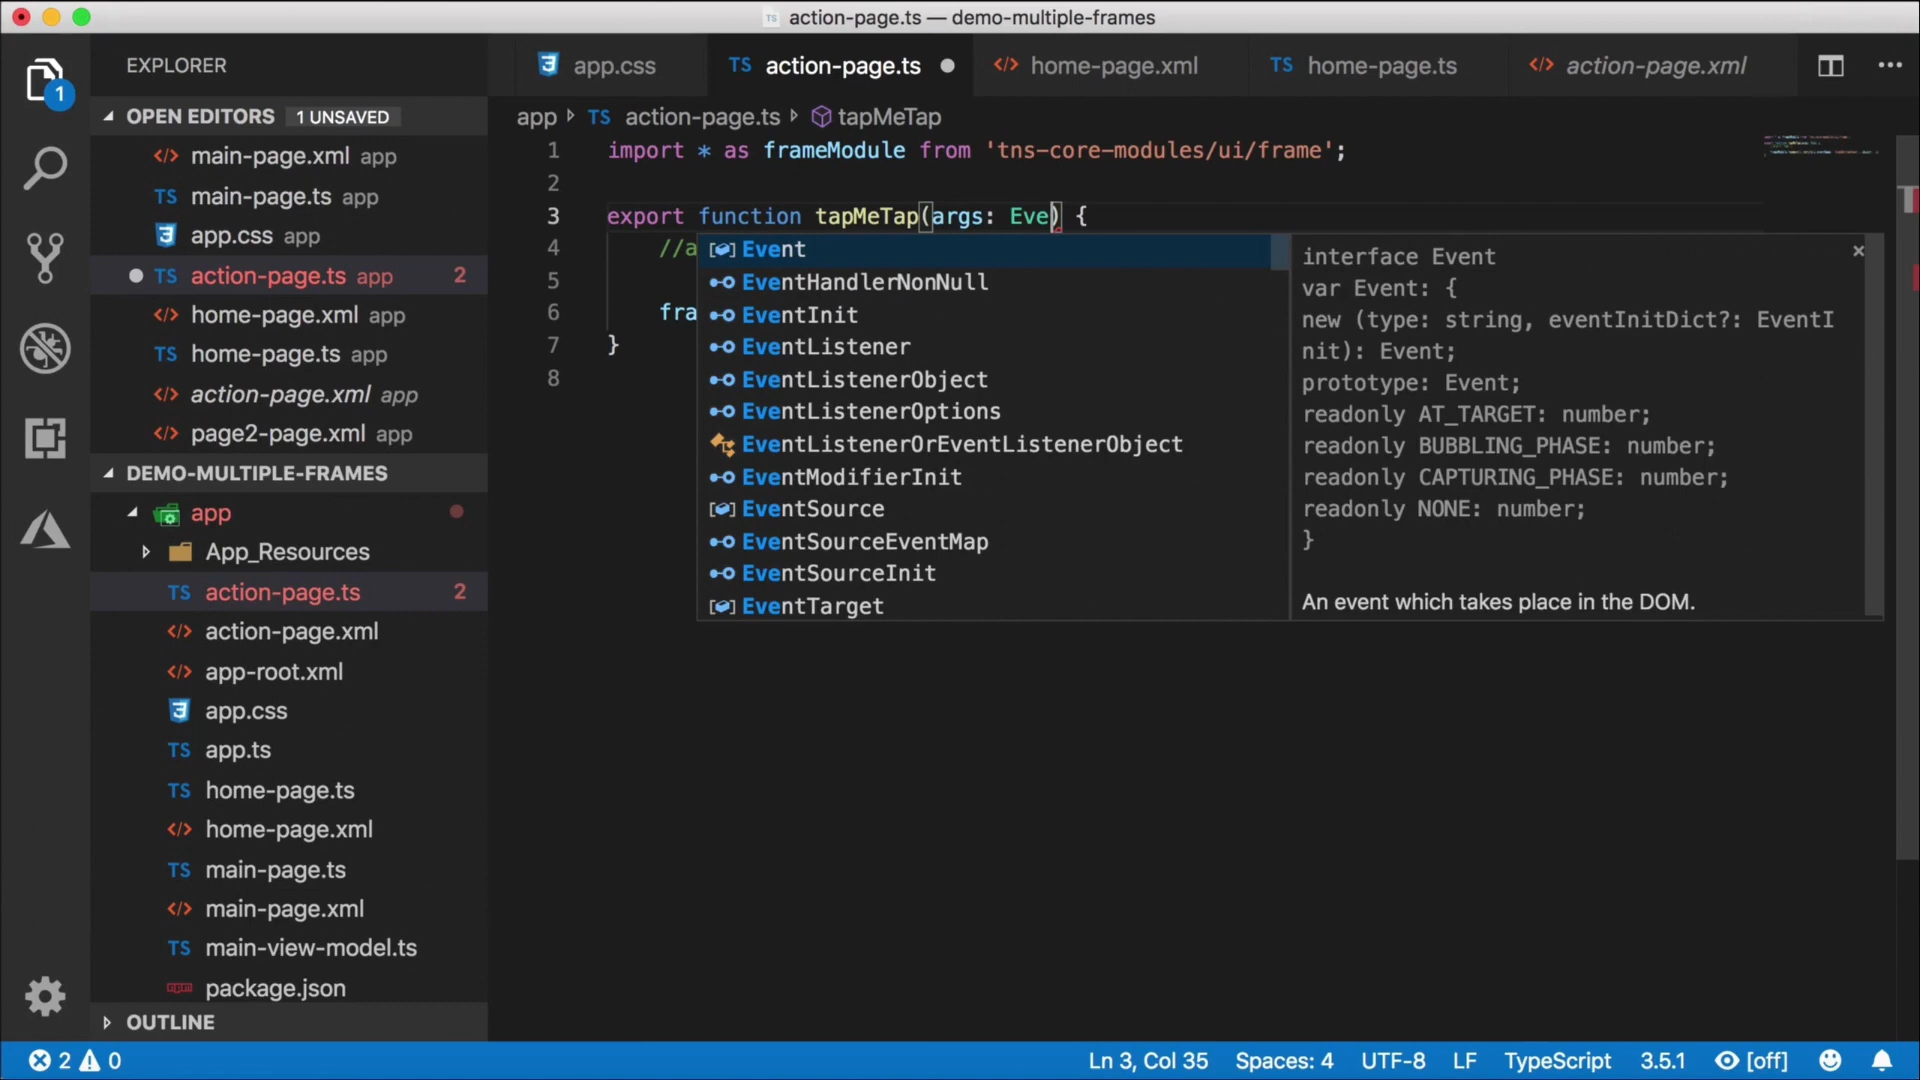 action-page.ts — demo-multiple-frames
EXPLORER
app.css
TS action-page.ts
home-page.xml
TS home-page.ts
action-page.xml
1
OPEN EDITORS 1 UNSAVED
app TS action-page.ts tapMeTap
main-page.xml app
TS main-page.ts app
app.css app
TS action-page.ts app 2
home-page.xml app
TS home-page.ts app
action-page.xml app
page2-page.xml app
DEMO-MULTIPLE-FRAMES
app
App_Resources
TS action-page.ts 2
action-page.xml
app-root.xml
app.css
TS app.ts
TS home-page.ts
home-page.xml
TS main-page.ts
main-page.xml
TS main-view-model.ts
package.json
OUTLINE
1 import * as frameModule from 'tns-core-modules/ui/frame';
2
3 export function tapMeTap(args: Eve) {
4 //a
5
6 fra
7 }
8
Event
EventHandlerNonNull
EventInit
EventListener
EventListenerObject
EventListenerOptions
EventListenerOrEventListenerObject
EventModifierInit
EventSource
EventSourceEventMap
EventSourceInit
EventTarget
interface Event
var Event: {
new (type: string, eventInitDict?: EventI
nit): Event;
prototype: Event;
readonly AT_TARGET: number;
readonly BUBBLING_PHASE: number;
readonly CAPTURING_PHASE: number;
readonly NONE: number;
}
An event which takes place in the DOM.
2 0
Ln 3, Col 35 Spaces: 4 UTF-8 LF TypeScript 3.5.1 [off]